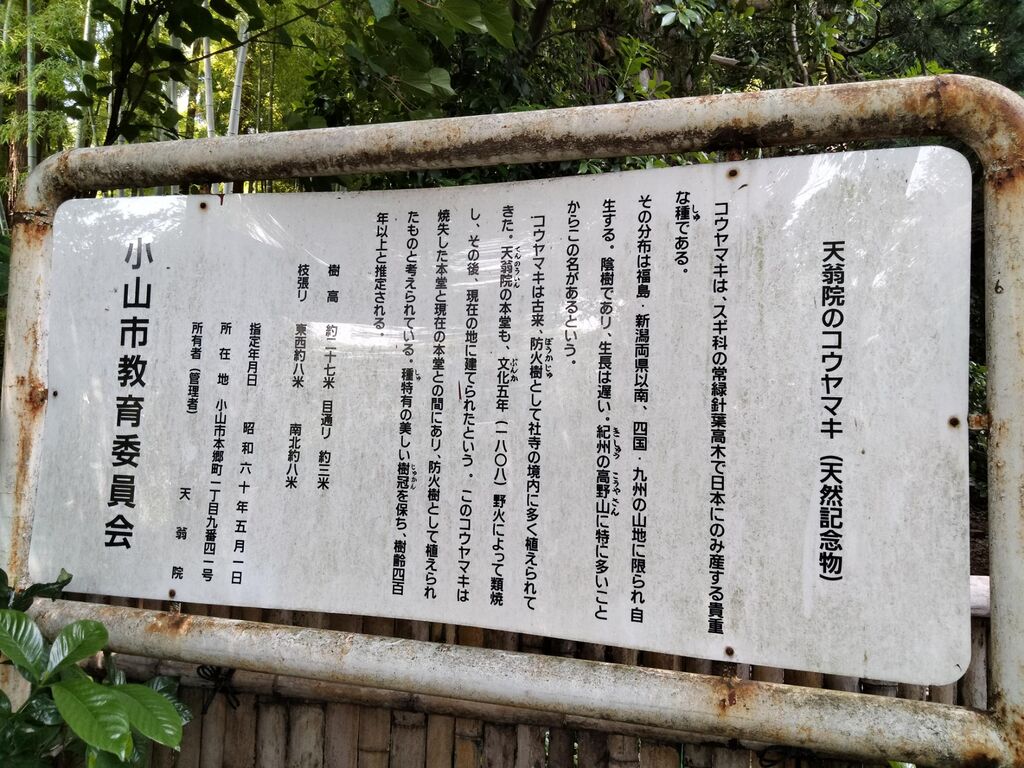 天翁院のコウヤマキ（天然記念物）
コウヤマキは、スギ科の常緑針葉高木で日本にのみ産する貴重
な種である。
その分布は福島・新潟両県以南、四国・九州の山地に限られ自
生する。陰樹であり、生長は遅い。紀州の高野山に特に多いこと
からこの名があるという。
コウヤマキは古来、防火樹として社寺の境内に多く植えられて
きた。天翁院の本堂も、文化五年（一八〇八）野火によって類焼
し、その後、現在の地に建てられたという。このコウヤマキは
焼失した本堂と現在の本堂との間にあり、防火樹として植えられ
たものと考えられている。種特有の美しい樹冠を保ち、樹齢四百
年以上と推定される。
樹高 約二十七米 目通り 約三米
枝張り 東西約八米 南北約八米
指定年月日 昭和六十年五月一日
所在地 小山市本郷町一丁目九番四一号
所有者（管理者） 天翁院
小山市教育委員会